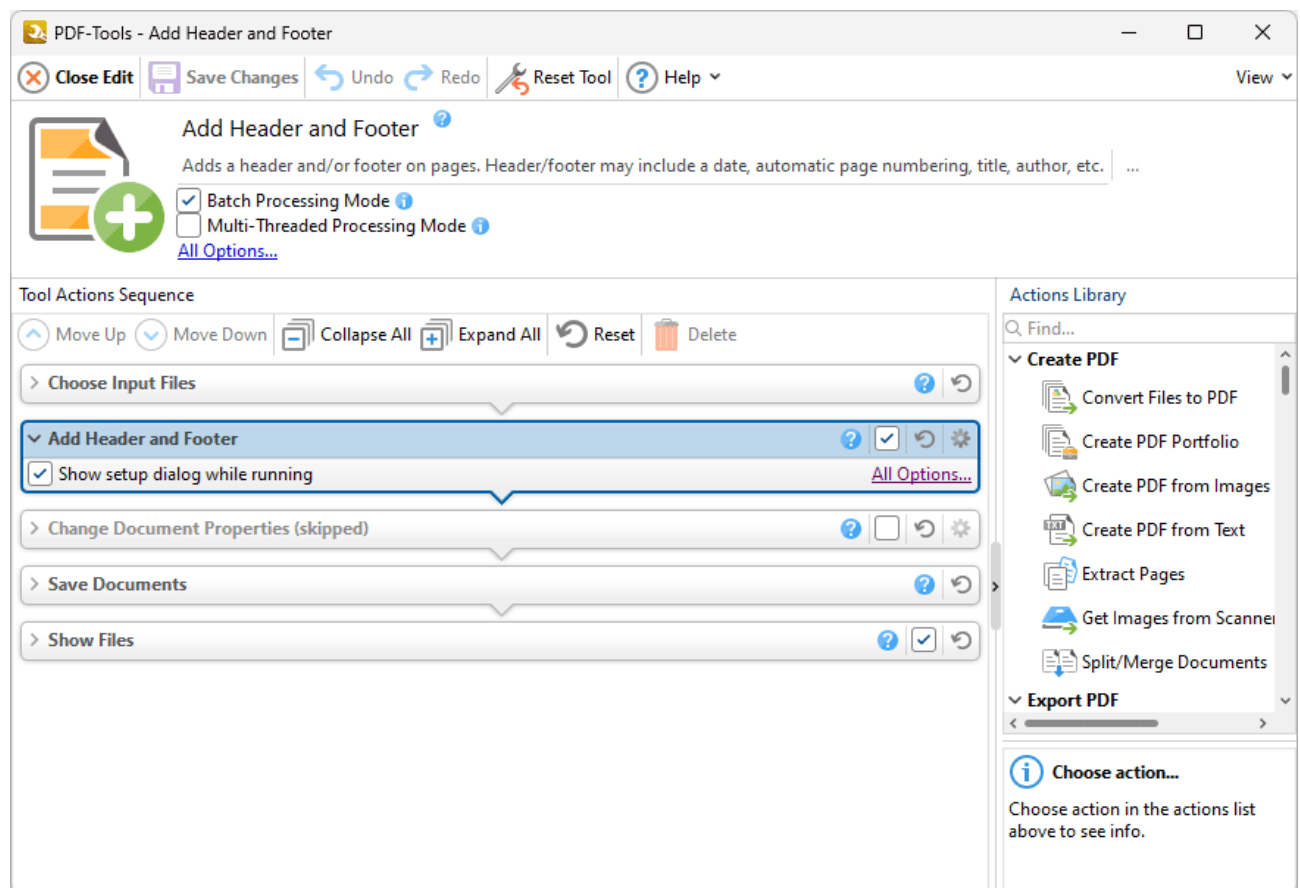 PDF-Tools - Add Header and Footer
Close Edit Save Changes Undo Redo Reset Tool Help View
Add Header and Footer
Adds a header and/or footer on pages. Header/footer may include a date, automatic page numbering, title, author, etc. ...
Batch Processing Mode
Multi-Threaded Processing Mode
All Options...
Tool Actions Sequence
Move Up Move Down Collapse All Expand All Reset Delete
Choose Input Files
Add Header and Footer
Show setup dialog while running All Options...
Change Document Properties (skipped)
Save Documents
Show Files
Actions Library
Find...
Create PDF
Convert Files to PDF
Create PDF Portfolio
Create PDF from Images
TXT Create PDF from Text
Extract Pages
Get Images from Scanner
Split/Merge Documents
Export PDF
Choose action...
Choose action in the actions list
above to see info.